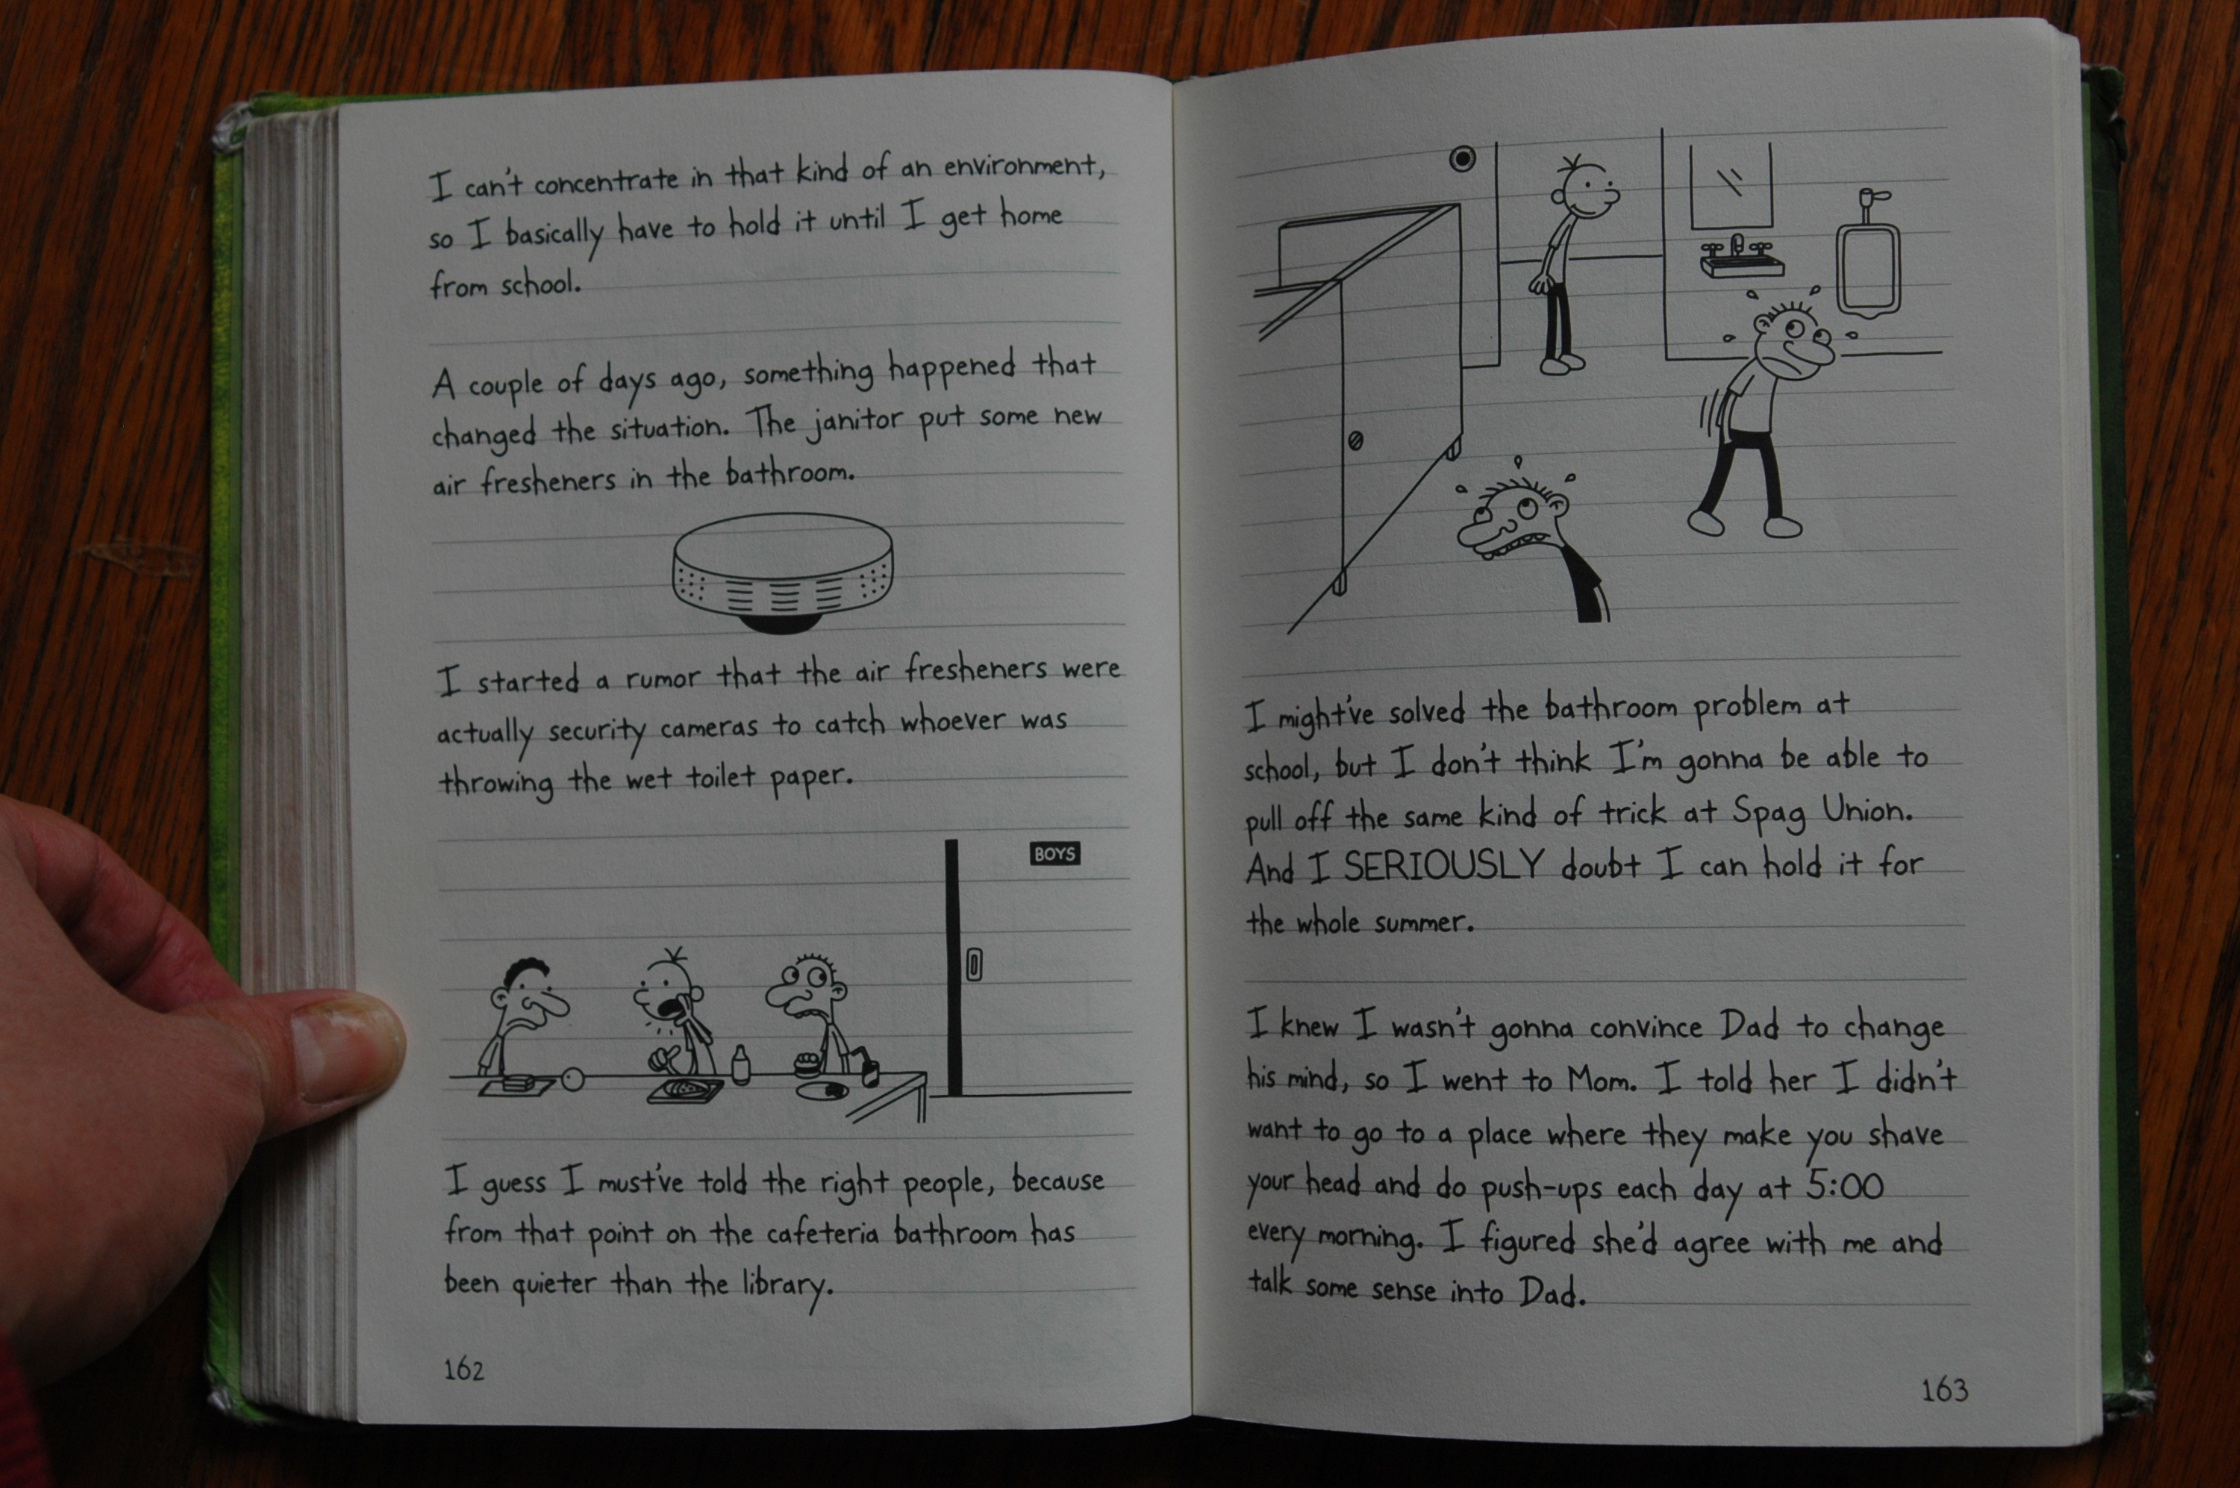 I can't concentrate in that kind of an environment,
so I basically have to hold it until I get home
from school.
A couple of days ago, something happened that
changed the situation. The janitor put some new
air fresheners in the bathroom.
I started a rumor that the air fresheners were
actually security cameras to catch whoever was
throwing the wet toilet paper.
BOYS
I guess I must've told the right people, because
from that point on the cafeteria bathroom has
been quieter than the library.
162
I might've solved the bathroom problem at
school, but I don't think I'm gonna be able to
pull off the same kind of trick at Spag Union.
And I SERIOUSLY doubt I can hold it for
the whole summer.
I knew I wasn't gonna convince Dad to change
his mind, so I went to Mom. I told her I didn't
want to go to a place where they make you shave
your head and do push-ups each day at 5:00
every morning. I figured she'd agree with me and
talk some sense into Dad.
163